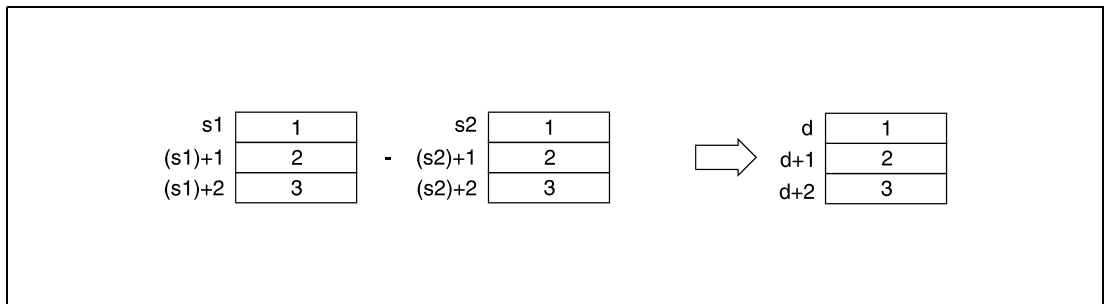 s1 1 s2 1 d 1
(s1)+1 2 - (s2)+1 2 d+1 2
(s1)+2 3 (s2)+2 3 d+2 3